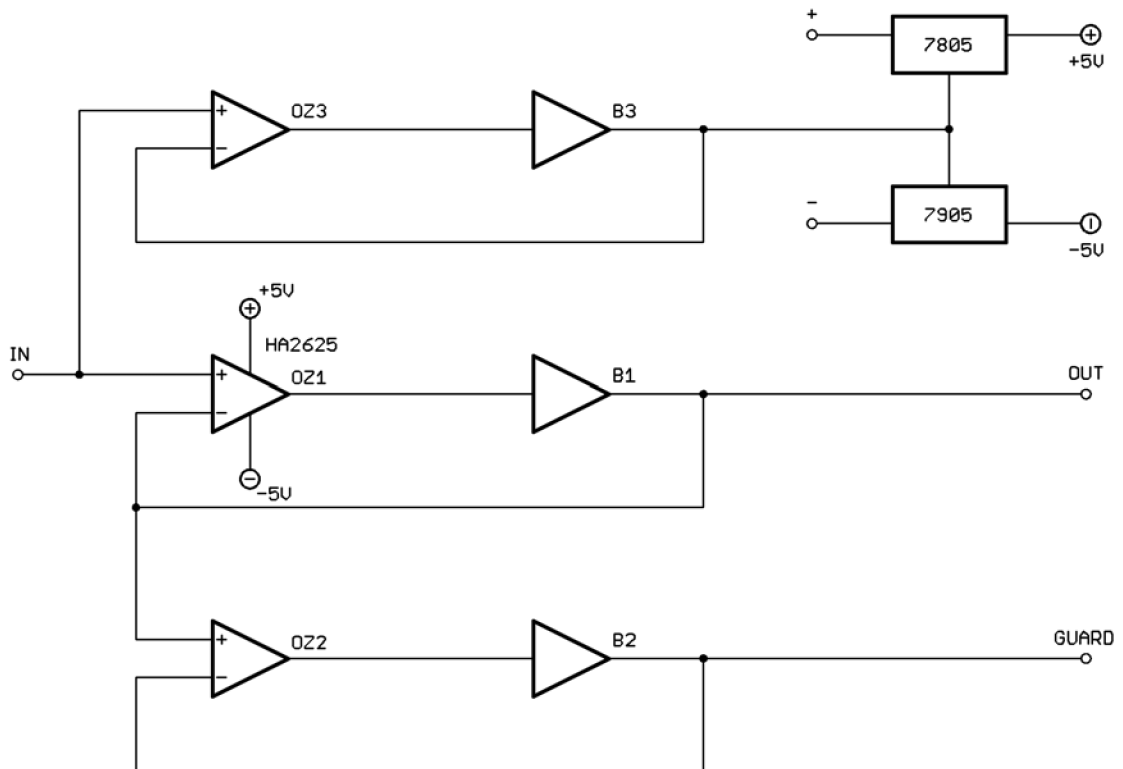 +
7805
+5V
+
OZ3
B3
−
-
7905
-5V
+5V
HA2625
IN
+
OZ1
B1
OUT
−
-5V
+
OZ2
B2
GUARD
−